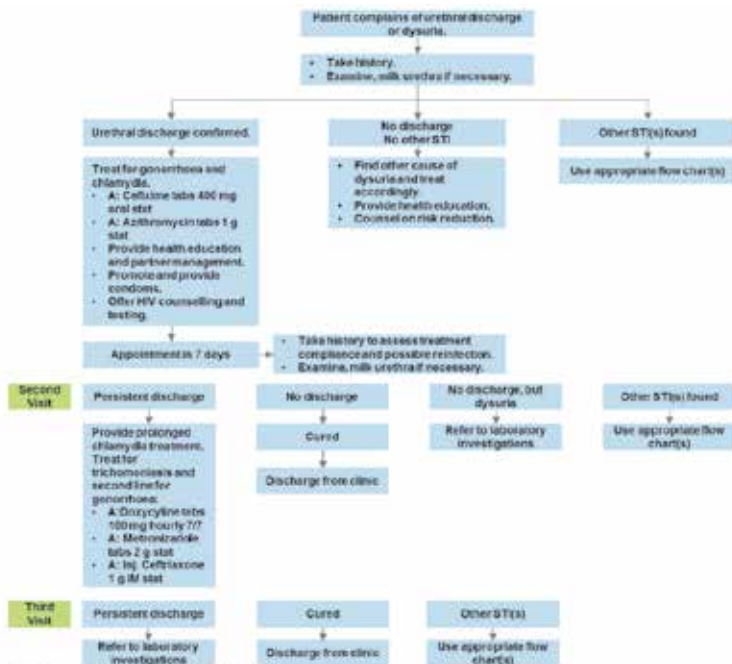 Patient complains of urethral discharge
or dysuria.
• Take history.
• Examine, milk urethra if necessary.
Urethral discharge confirmed.
No discharge
No other STI
Other STI(s) found
Treat for gonorrhoea and
chlamydia.
• A: Cefixime tabs 400 mg
oral stat
• A: Azithromycin tabs 1 g
stat
• Provide health education
and partner management.
• Promote and provide
condoms.
• Offer HIV counselling and
testing.
• Find other cause of
dysuria and treat
accordingly.
• Provide health education.
• Counsel on risk reduction.
Use appropriate flow chart(s)
Appointment in 7 days
• Take history to assess treatment
compliance and possible reinfection.
• Examine, milk urethra if necessary.
Second
Visit
Persistent discharge
No discharge
No discharge, but
dysuria
Other STI(s) found
Provide prolonged
chlamydia treatment.
Treat for
trichomoniasis and
second line for
gonorrhoea:
• A: Doxycyline tabs
100 mg hourly 7/7
• A: Metronidazole
tabs 2 g stat
• A: Inj. Ceftriaxone
1 g IM stat
Cured
Discharge from clinic
Refer to laboratory
investigations
Use appropriate flow
chart(s)
Third
Visit
Persistent discharge
Cured
Other STI(s)
Refer to laboratory
investigations
Discharge from clinic
Use appropriate flow
chart(s)